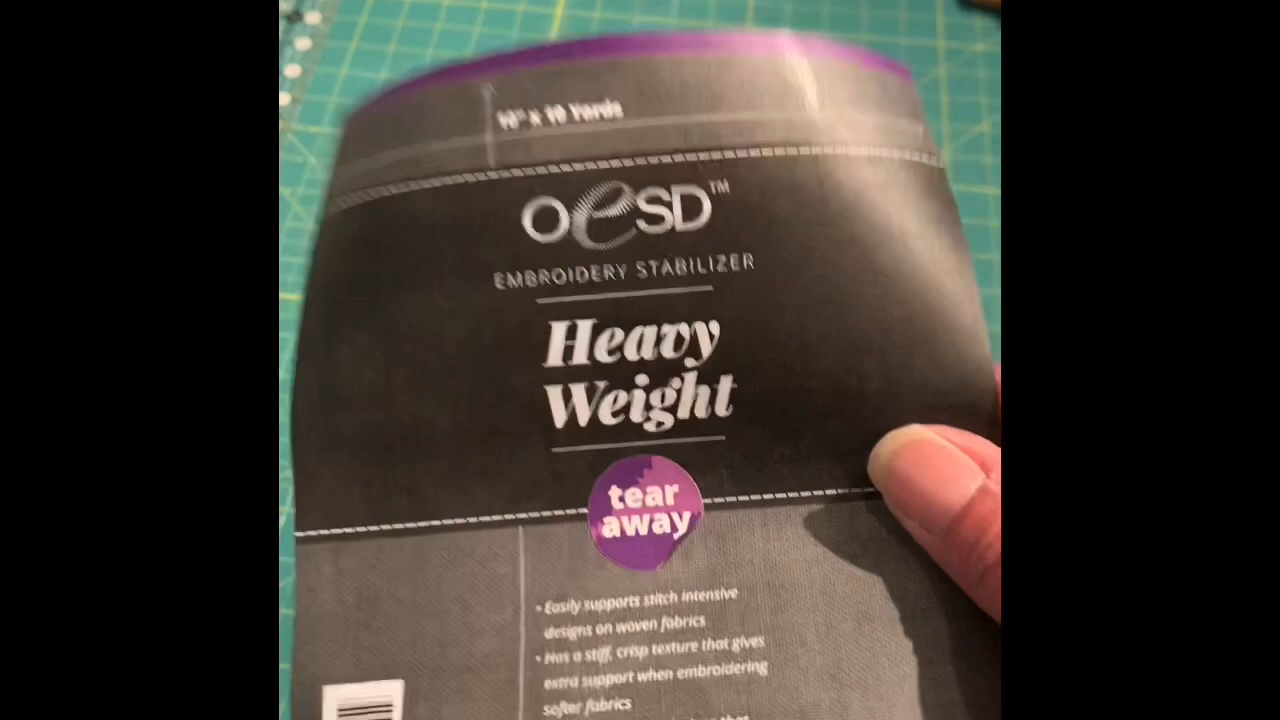 10" x 10 Yards
OESD™
EMBROIDERY STABILIZER
Heavy
Weight
tear
away
• Easily supports stitch intensive
designs on woven fabrics
• Has a stiff, crisp texture that gives
extra support when embroidering
softer fabrics
that